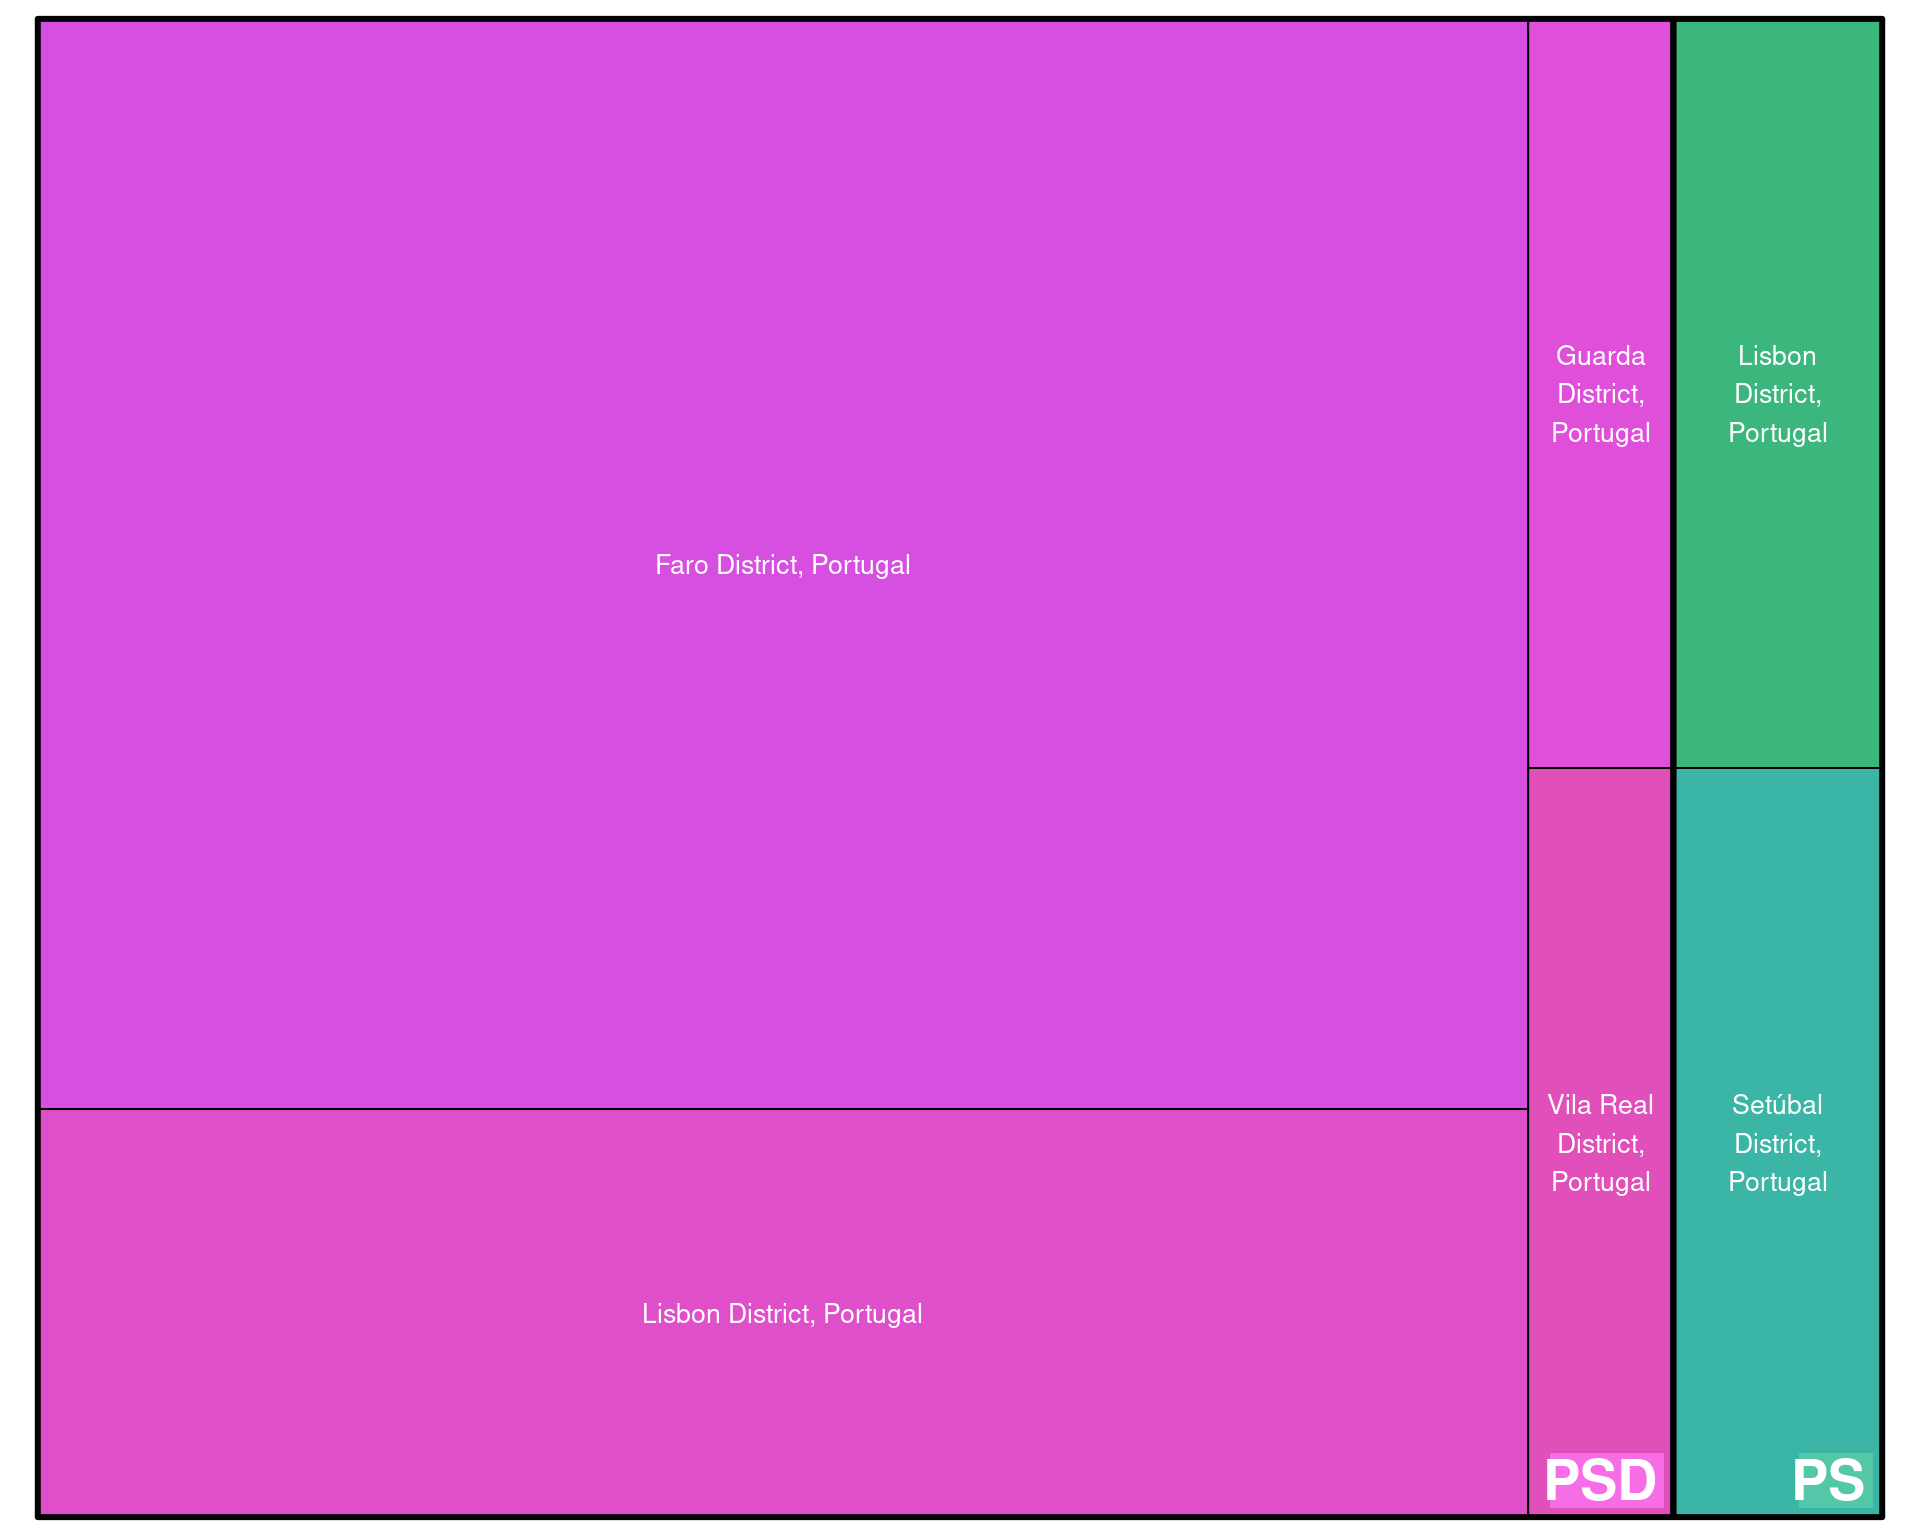 Faro District, Portugal
Lisbon District, Portugal
Guarda
District,
Portugal
Vila Real
District,
Portugal
PSD
Lisbon
District,
Portugal
Setúbal
District,
Portugal
PS